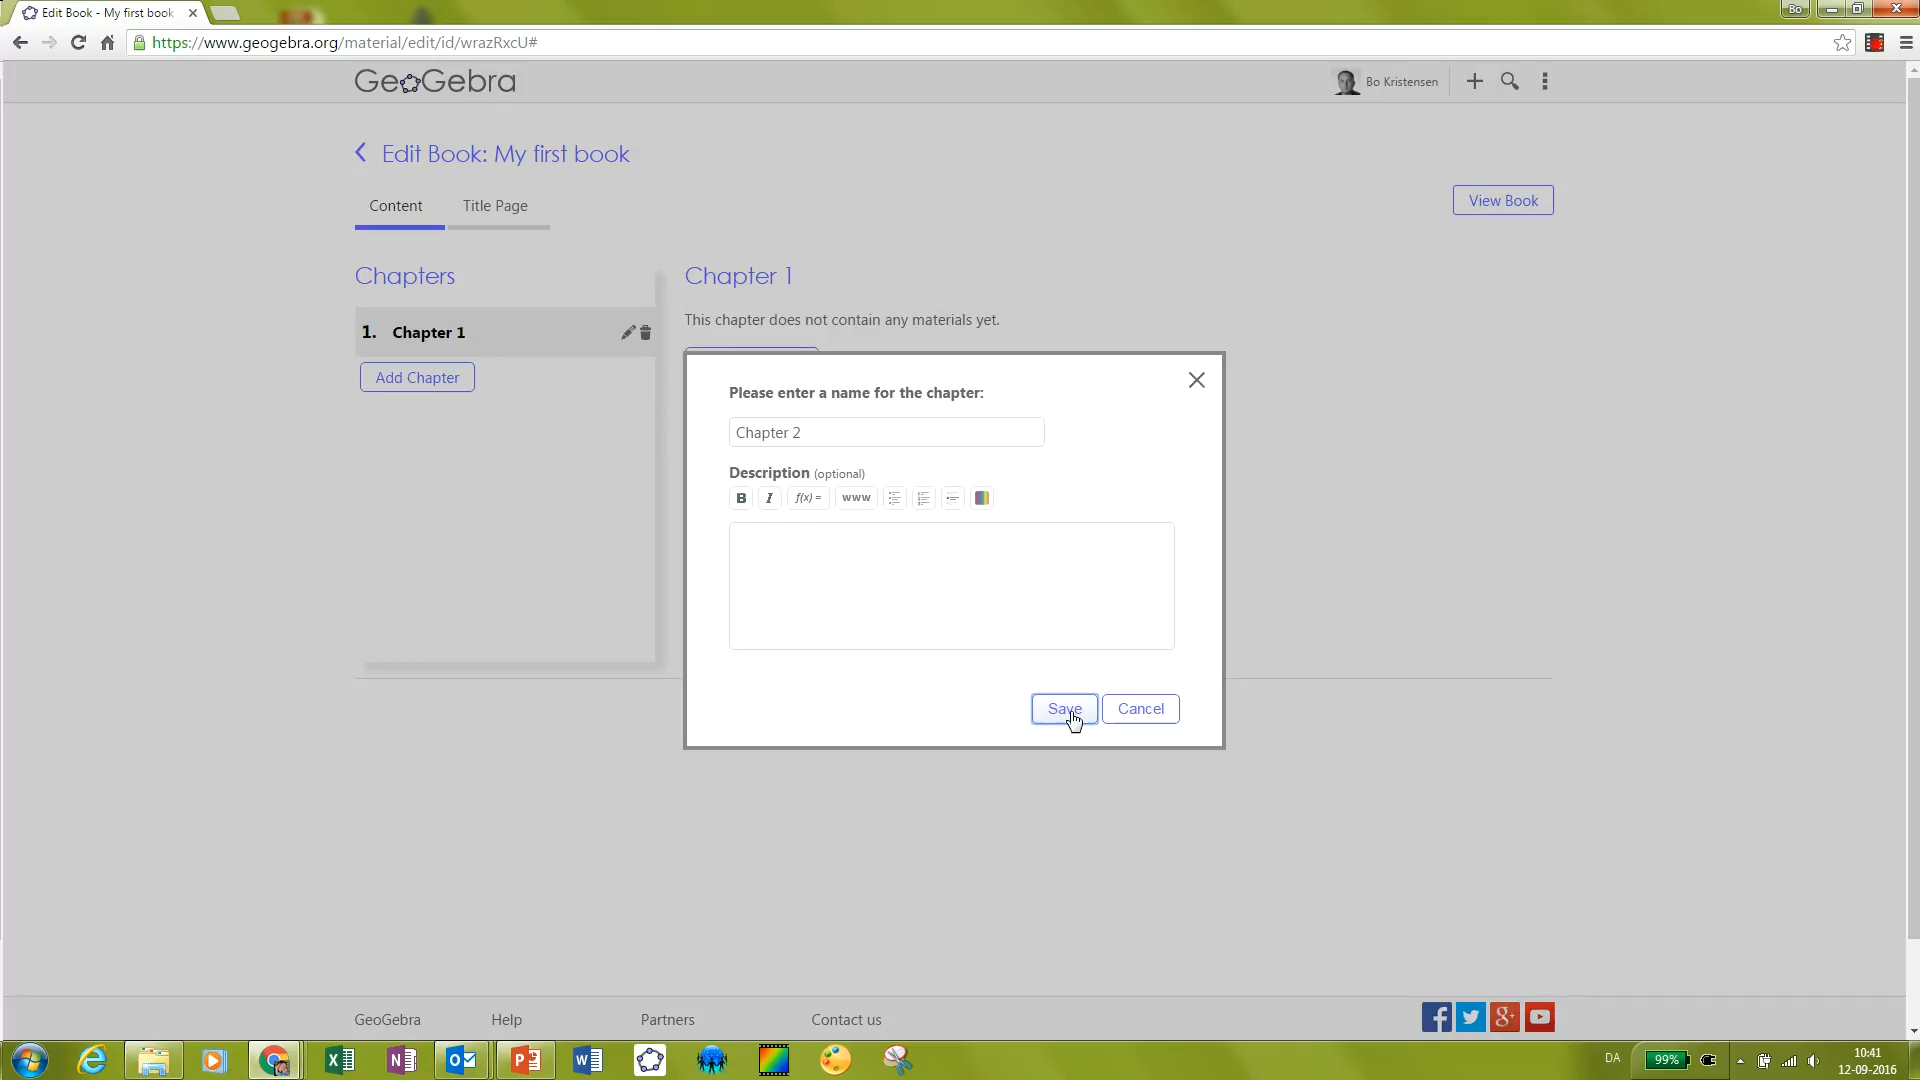 Edit Book - My first book
Bo
https://www.geogebra.org/material/edit/id/wrazRxcU#
GeoGebra
Bo Kristensen
Edit Book: My first book
Content
Title Page
View Book
Chapters
Chapter 1
This chapter does not contain any materials yet.
1. Chapter 1
Add Chapter
Please enter a name for the chapter:
Chapter 2
Description (optional)
B I f(x) = www
Save
Cancel
GeoGebra
Help
Partners
Contact us
DA
99%
10:41
12-09-2016